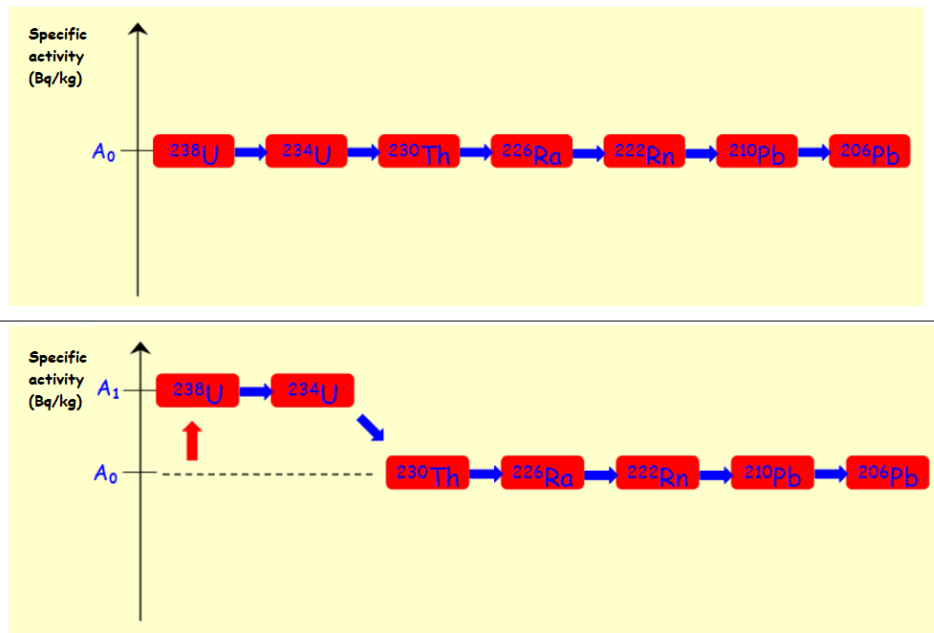 Specific
activity
(Bq/kg)
A₀ ²³⁸U ²³⁴U ²³⁰Th ²²⁶Ra ²²²Rn ²¹⁰Pb ²⁰⁶Pb
Specific
activity
(Bq/kg)
A₁ ²³⁸U ²³⁴U
A₀ ²³⁰Th ²²⁶Ra ²²²Rn ²¹⁰Pb ²⁰⁶Pb